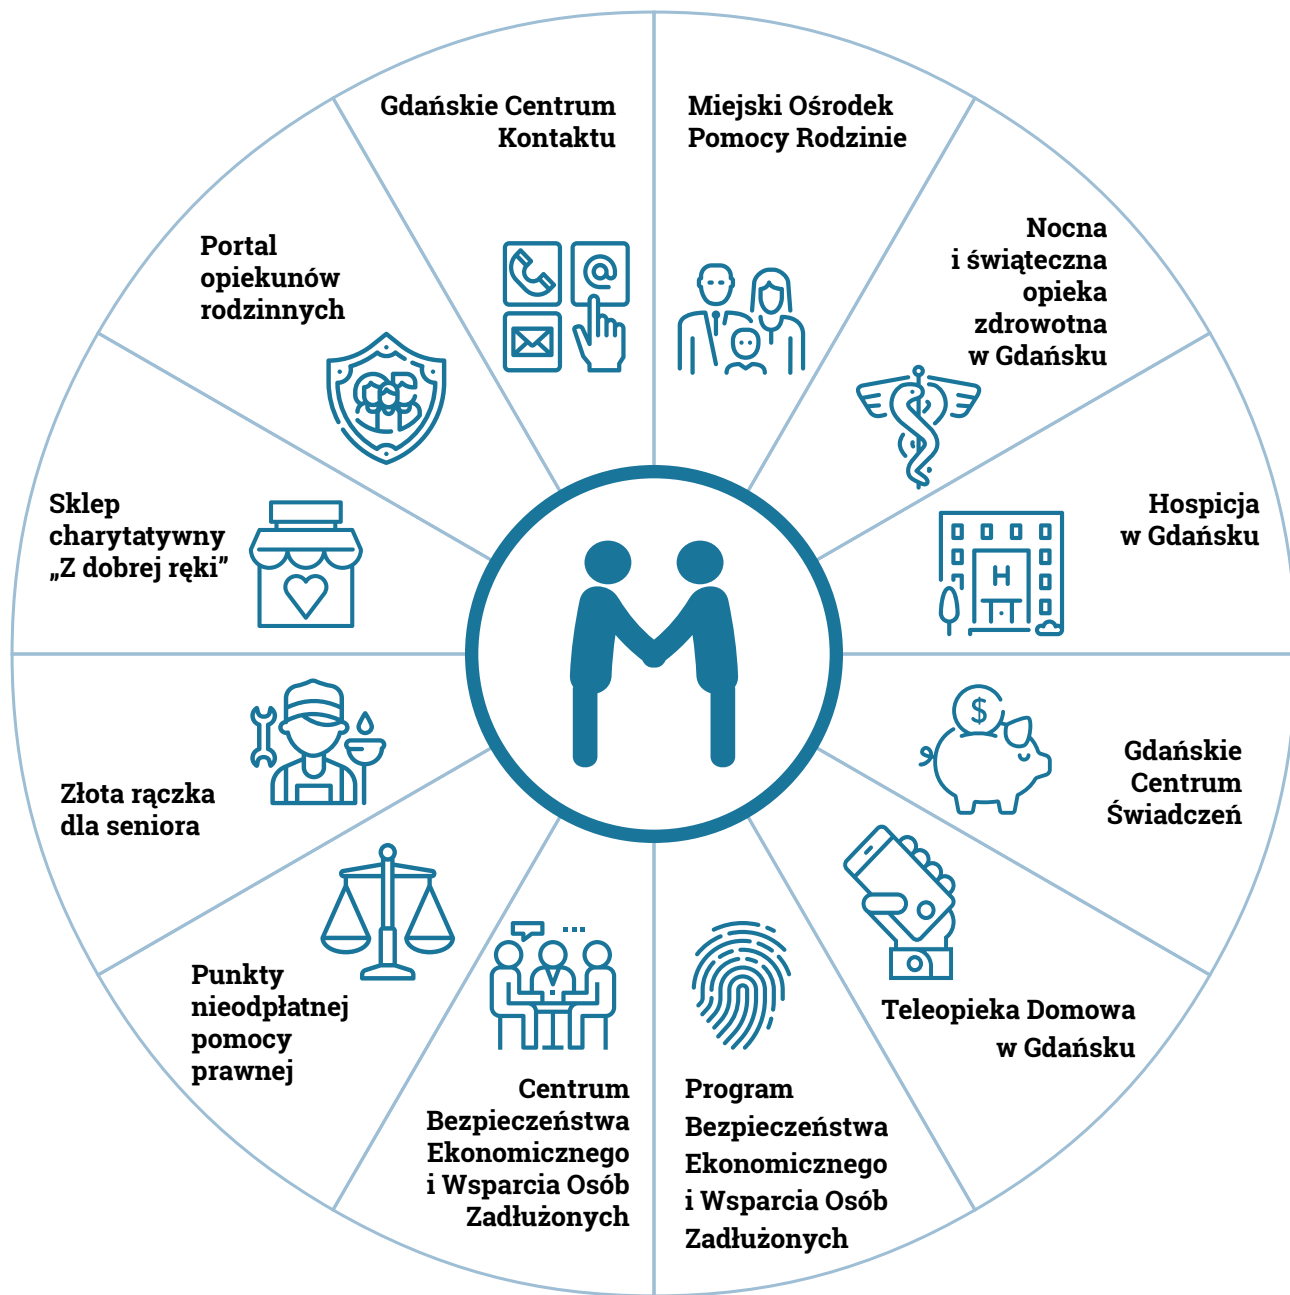 Gdańskie Centrum
Kontaktu
Miejski Ośrodek
Pomocy Rodzinie
Nocna
i świąteczna
opieka
zdrowotna
w Gdańsku
Hospicja
w Gdańsku
H
$
Gdańskie
Centrum
Świadczeń
Teleopieka Domowa
w Gdańsku
Program
Bezpieczeństwa
Ekonomicznego
i Wsparcia Osób
Zadłużonych
Centrum
Bezpieczeństwa
Ekonomicznego
i Wsparcia Osób
Zadłużonych
Punkty
nieodpłatnej
pomocy
prawnej
Złota rączka
dla seniora
Sklep
charytatywny
„Z dobrej ręki”
Portal
opiekunów
rodzinnych
@